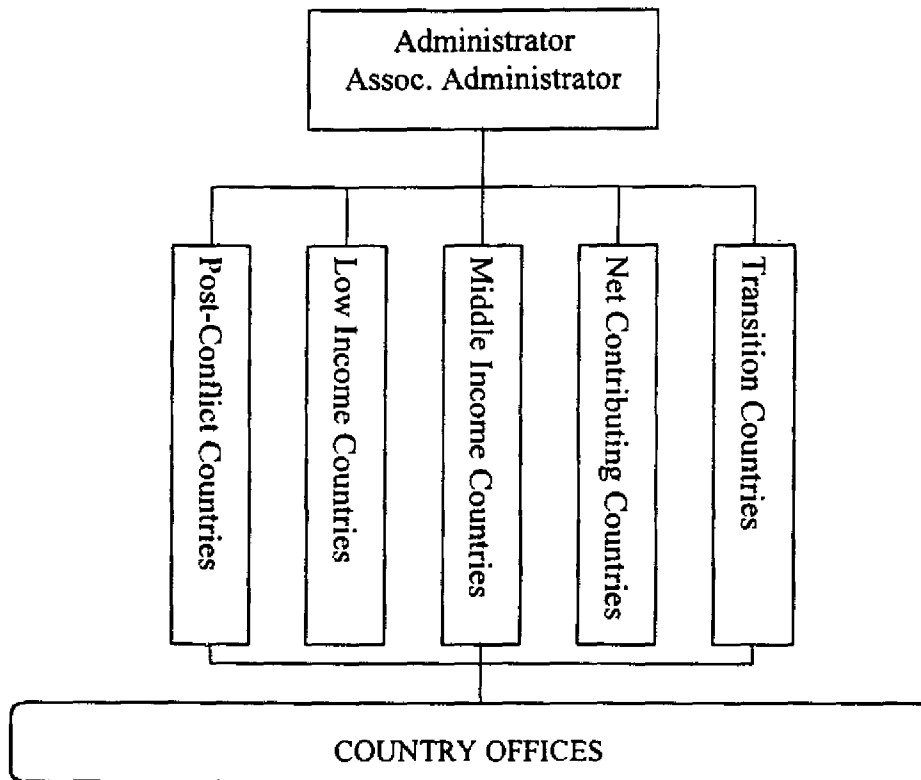 Administrator
Assoc. Administrator
Post-Conflict Countries
Low Income Countries
Middle Income Countries
Net Contributing Countries
Transition Countries
COUNTRY OFFICES